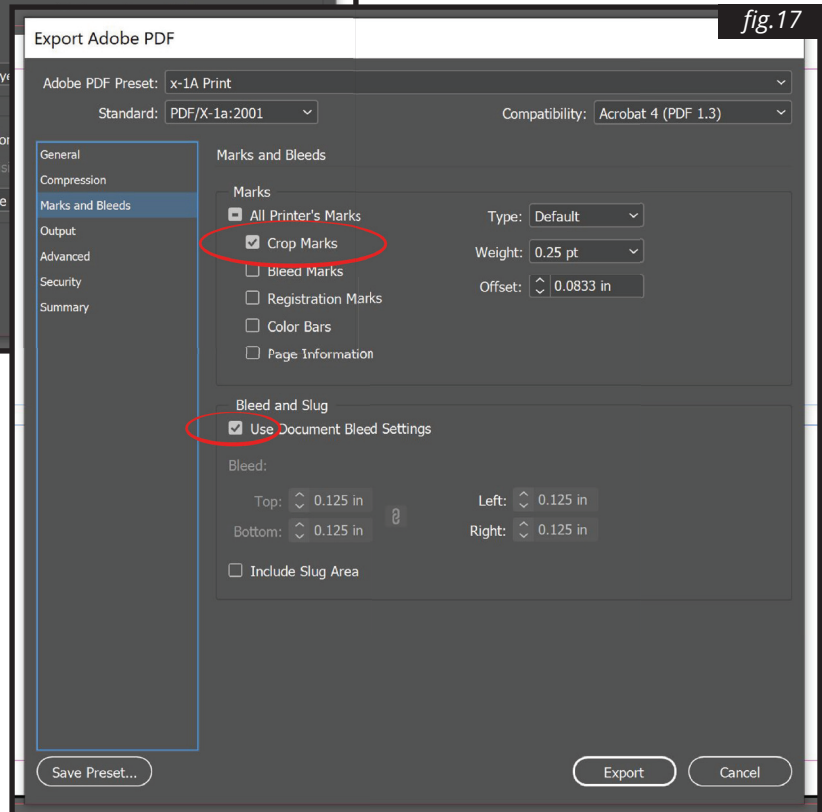 fig.17
Export Adobe PDF
Adobe PDF Preset: x-1A Print
Standard: PDF/X-1a:2001 Compatibility: Acrobat 4 (PDF 1.3)
General
Compression
Marks and Bleeds
Output
Advanced
Security
Summary
Marks and Bleeds
Marks
All Printer's Marks
Crop Marks
Bleed Marks
Registration Marks
Color Bars
Page Information
Type: Default
Weight: 0.25 pt
Offset: 0.0833 in
Bleed and Slug
Use Document Bleed Settings
Bleed:
Top: 0.125 in Left: 0.125 in
Bottom: 0.125 in Right: 0.125 in
Include Slug Area
Save Preset... Export Cancel